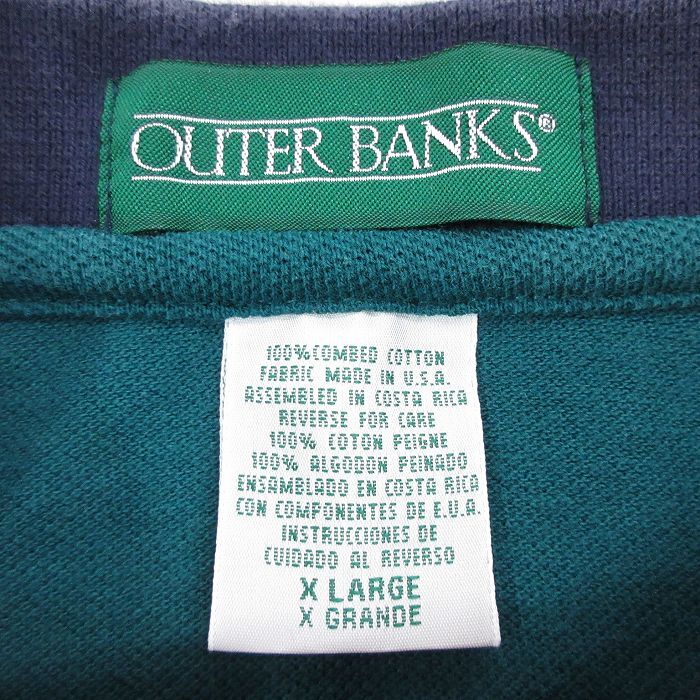 OUTER BANKS®
100% COMBED COTTON
FABRIC MADE IN U.S.A.
ASSEMBLED IN COSTA RICA
REVERSE FOR CARE
100% COTON PEIGNE
100% ALGODON PEINADO
ENSAMBLADO EN COSTA RICA
CON COMPONENTES DE E.U.A.
INSTRUCCIONES DE
CUIDADO AL REVERSO
X LARGE
X GRANDE